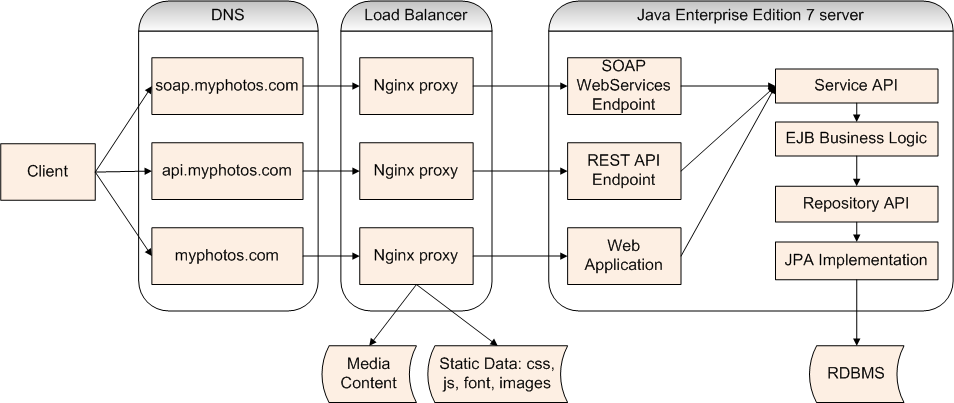 DNS
Load Balancer
Java Enterprise Edition 7 server
Client
soap.myphotos.com
api.myphotos.com
myphotos.com
Nginx proxy
Nginx proxy
Nginx proxy
SOAP
WebServices
Endpoint
REST API
Endpoint
Web
Application
Service API
EJB Business Logic
Repository API
JPA Implementation
Media
Content
Static Data: css,
js, font, images
RDBMS